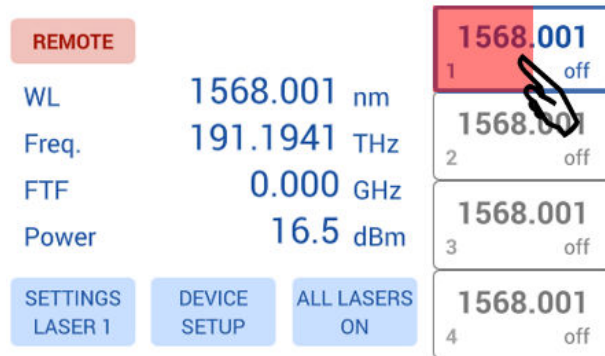 REMOTE
WL 1568.001 nm
Freq. 191.1941 THz
FTF 0.000 GHz
Power 16.5 dBm
SETTINGS
LASER 1
DEVICE
SETUP
ALL LASERS
ON
1568.001
1 off
1568.001
2 off
1568.001
3 off
1568.001
4 off